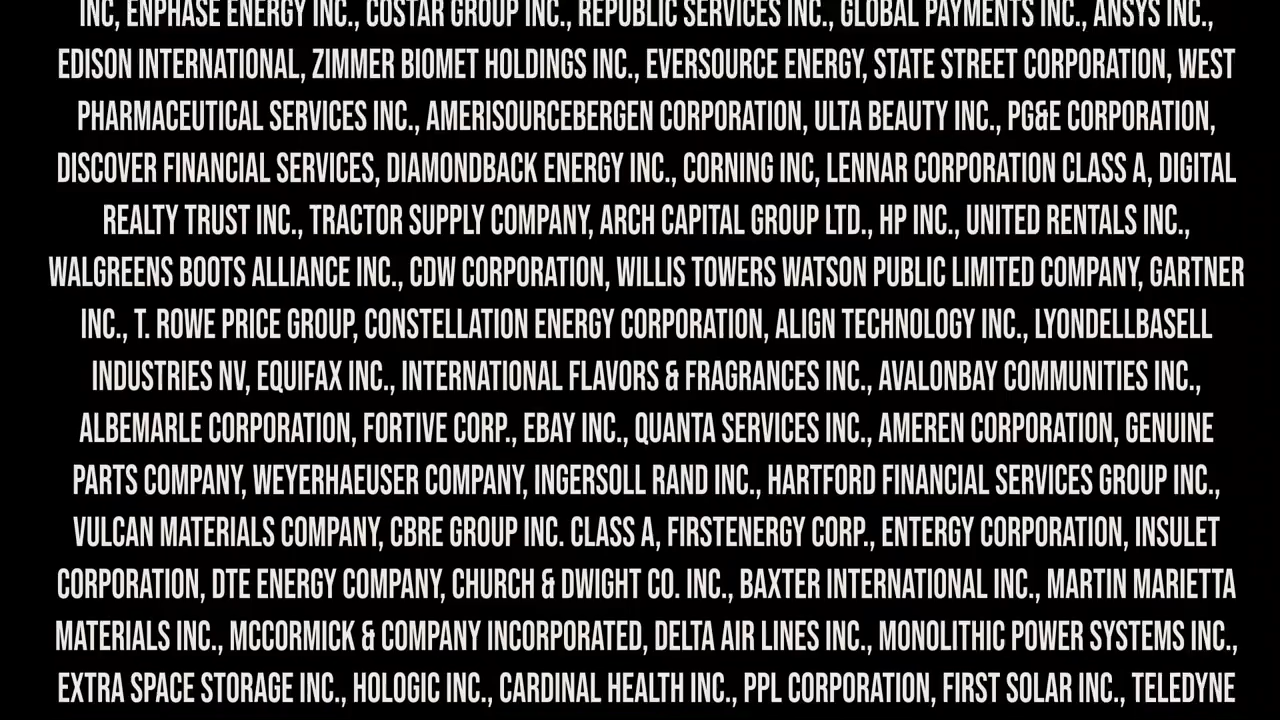 INC, ENPHASE ENERGY INC., COSTAR GROUP INC., REPUBLIC SERVICES INC., GLOBAL PAYMENTS INC., ANSYS INC.,
EDISON INTERNATIONAL, ZIMMER BIOMET HOLDINGS INC., EVERSOURCE ENERGY, STATE STREET CORPORATION, WEST
PHARMACEUTICAL SERVICES INC., AMERISOURCEBERGEN CORPORATION, ULTA BEAUTY INC., PG&E CORPORATION,
DISCOVER FINANCIAL SERVICES, DIAMONDBACK ENERGY INC., CORNING INC, LENNAR CORPORATION CLASS A, DIGITAL
REALTY TRUST INC., TRACTOR SUPPLY COMPANY, ARCH CAPITAL GROUP LTD., HP INC., UNITED RENTALS INC.,
WALGREENS BOOTS ALLIANCE INC., CDW CORPORATION, WILLIS TOWERS WATSON PUBLIC LIMITED COMPANY, GARTNER
INC., T. ROWE PRICE GROUP, CONSTELLATION ENERGY CORPORATION, ALIGN TECHNOLOGY INC., LYONDELLBASELL
INDUSTRIES NV, EQUIFAX INC., INTERNATIONAL FLAVORS & FRAGRANCES INC., AVALONBAY COMMUNITIES INC.,
ALBEMARLE CORPORATION, FORTIVE CORP., EBAY INC., QUANTA SERVICES INC., AMEREN CORPORATION, GENUINE
PARTS COMPANY, WEYERHAEUSER COMPANY, INGERSOLL RAND INC., HARTFORD FINANCIAL SERVICES GROUP INC.,
VULCAN MATERIALS COMPANY, CBRE GROUP INC. CLASS A, FIRSTENERGY CORP., ENTERGY CORPORATION, INSULET
CORPORATION, DTE ENERGY COMPANY, CHURCH & DWIGHT CO. INC., BAXTER INTERNATIONAL INC., MARTIN MARIETTA
MATERIALS INC., MCCORMICK & COMPANY INCORPORATED, DELTA AIR LINES INC., MONOLITHIC POWER SYSTEMS INC.,
EXTRA SPACE STORAGE INC., HOLOGIC INC., CARDINAL HEALTH INC., PPL CORPORATION, FIRST SOLAR INC., TELEDYNE